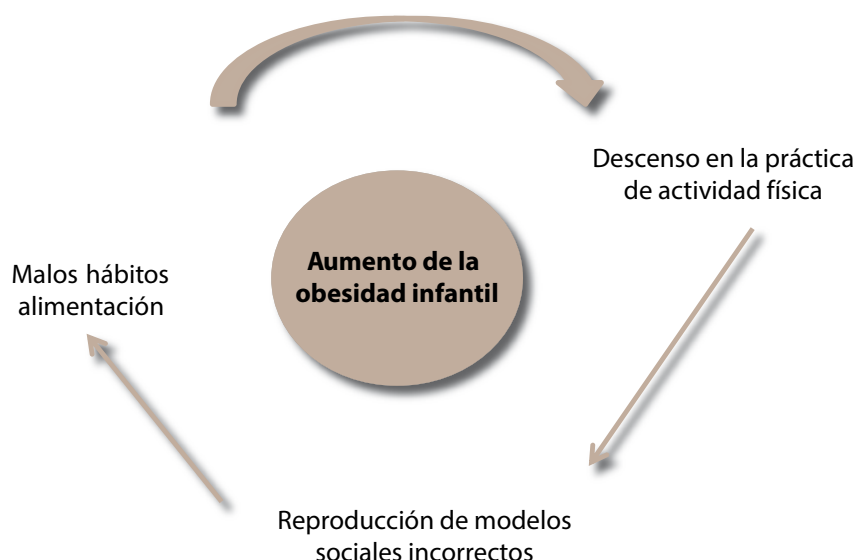 Descenso en la práctica
de actividad física
Aumento de la
obesidad infantil
Malos hábitos
alimentación
Reproducción de modelos
sociales incorrectos